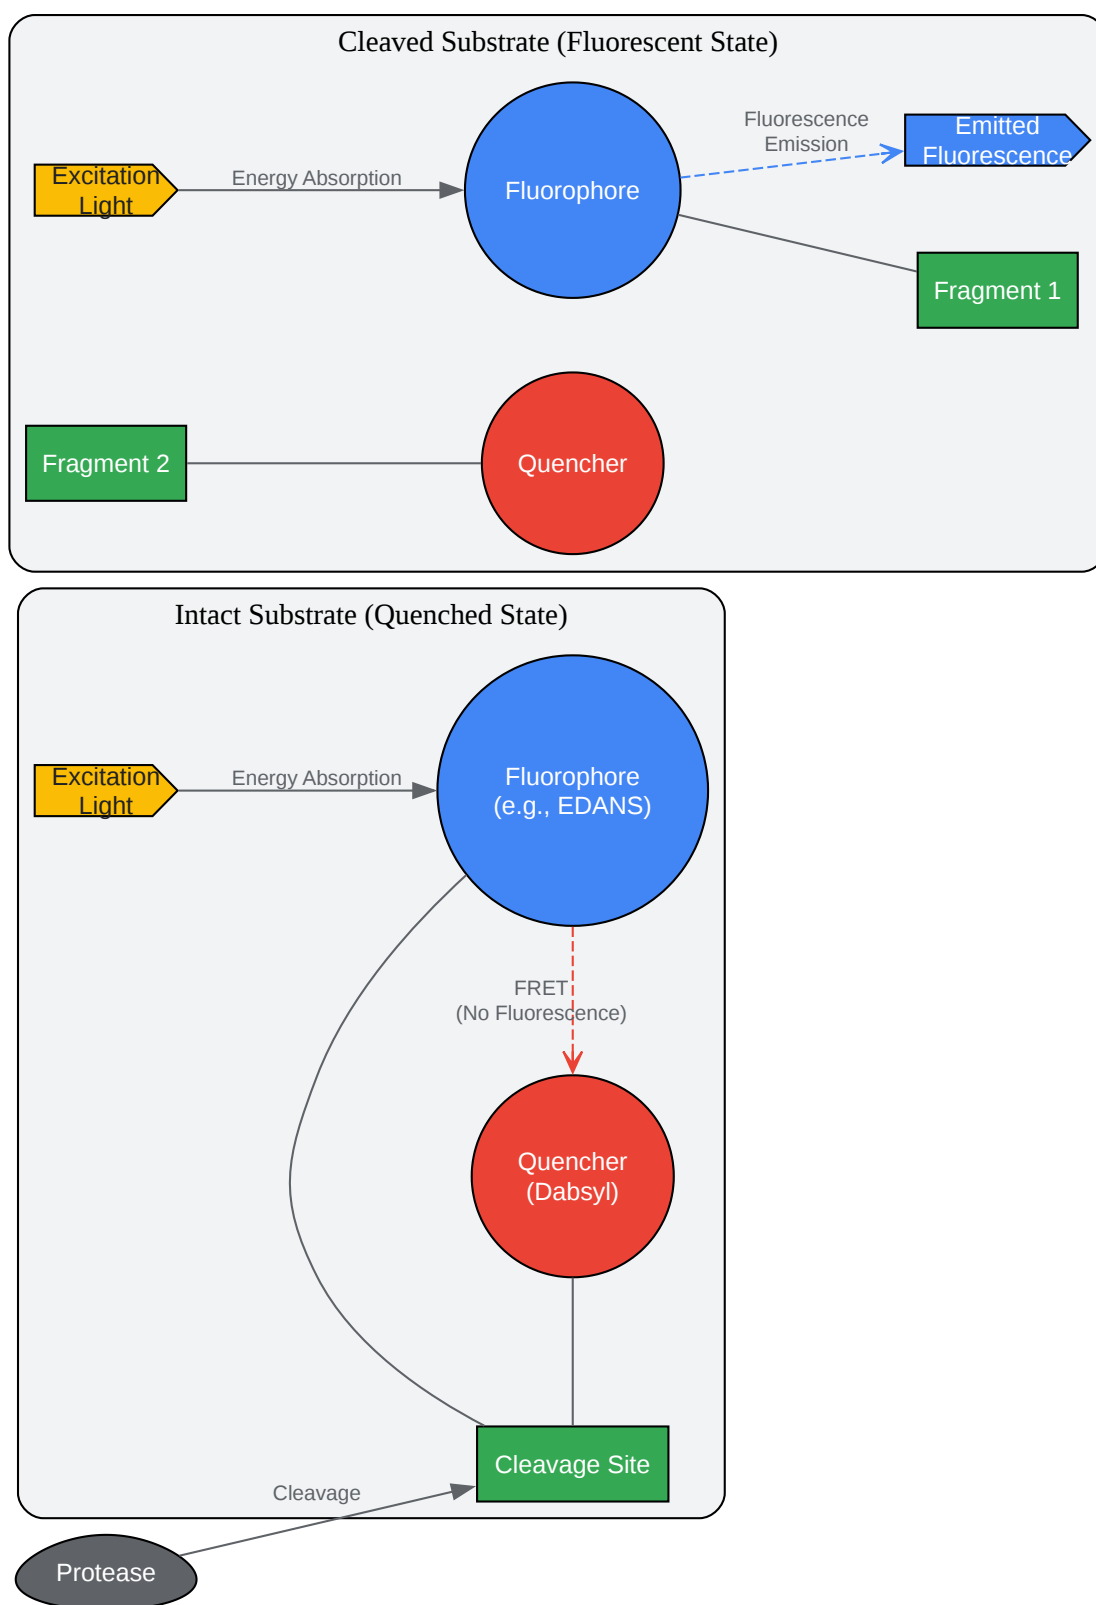 Cleaved Substrate (Fluorescent State)
Fluorescence
Emission
Emitted
Fluorescence
Excitation
Light
Energy Absorption
Fluorophore
Fragment 1
Fragment 2
Quencher
Intact Substrate (Quenched State)
Excitation
Light
Energy Absorption
Fluorophore
(e.g., EDANS)
FRET
(No Fluorescence)
Quencher
(Dabsyl)
Cleavage Site
Cleavage
Protease